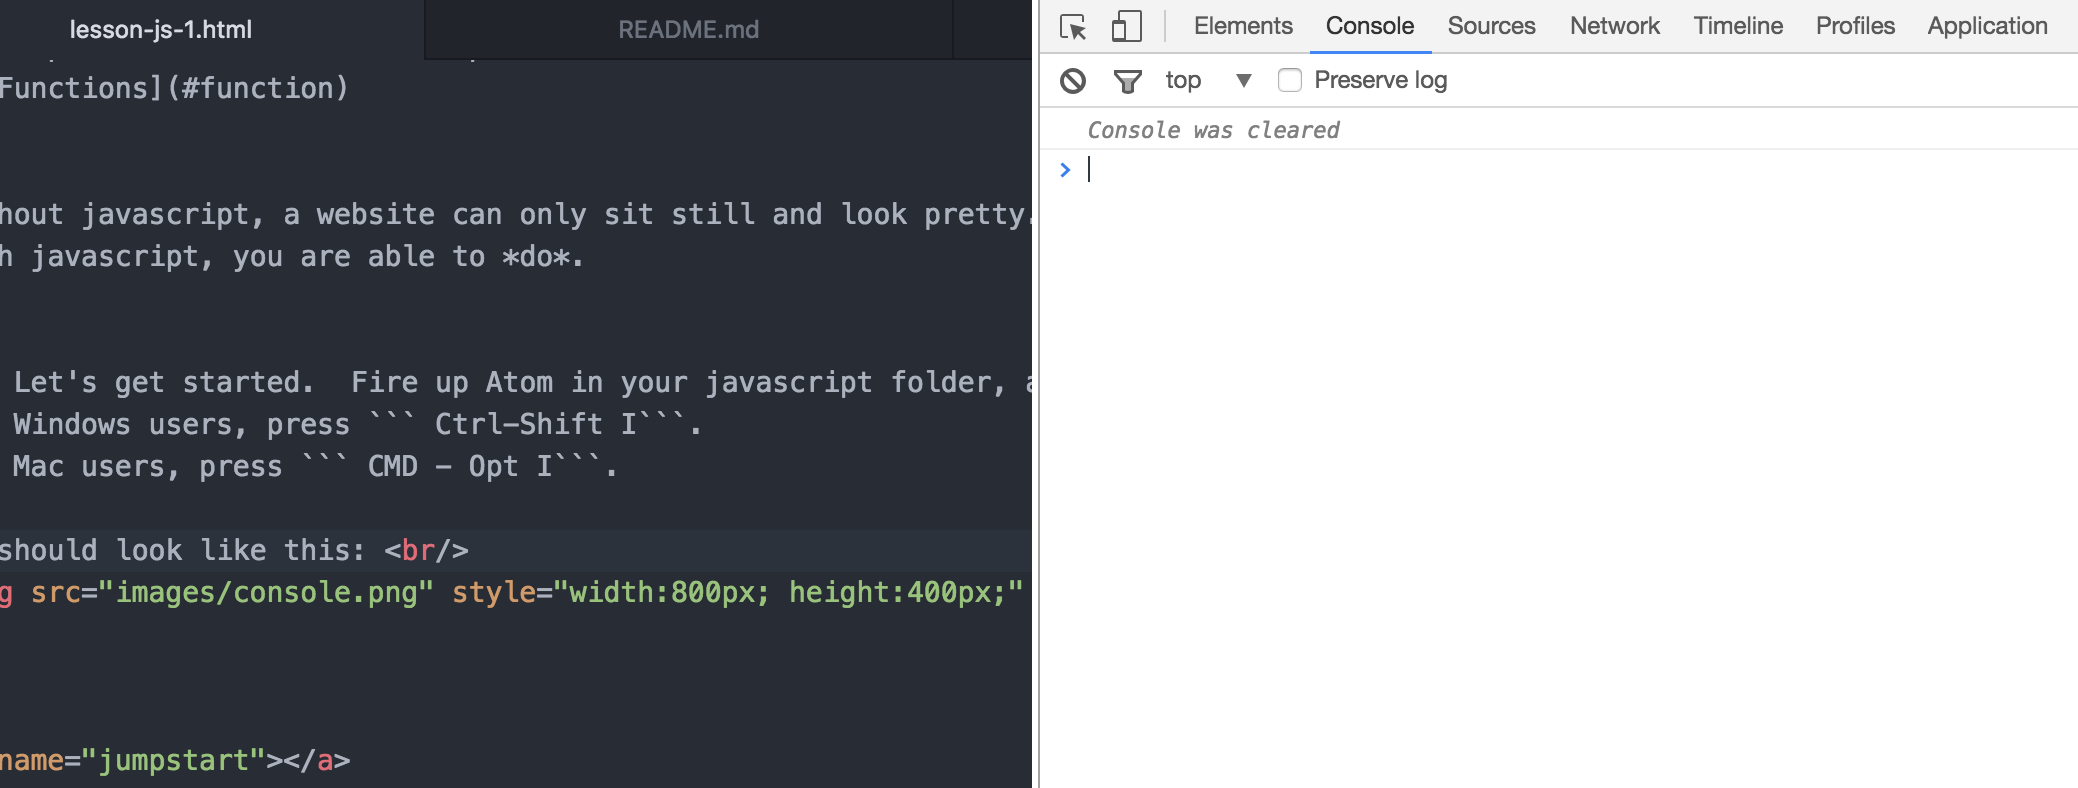 lesson-js-1.html
README.md
Functions](#function)
hout javascript, a website can only sit still and look pretty.
h javascript, you are able to *do*.
Let's get started.  Fire up Atom in your javascript folder, a
Windows users, press ``` Ctrl-Shift I```.
Mac users, press ``` CMD - Opt I```.
should look like this: <br/>
g src="images/console.png" style="width:800px; height:400px;"
name="jumpstart"></a>
Elements Console Sources Network Timeline Profiles Application
top ▼ Preserve log
Console was cleared
>